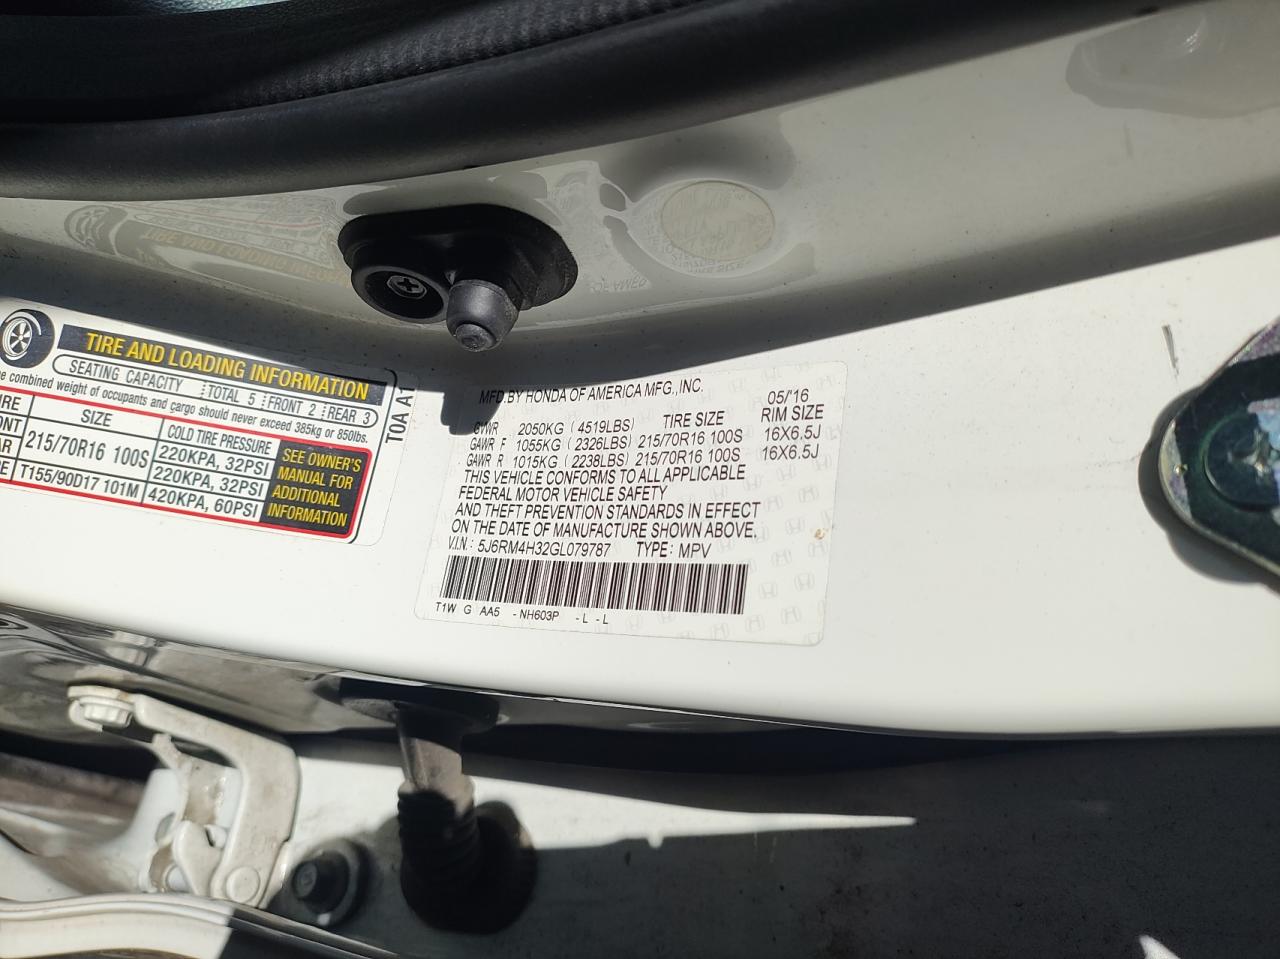 TIRE AND LOADING INFORMATION
SEATING CAPACITY TOTAL 5 FRONT 2 REAR 3
combined weight of occupants and cargo should never exceed 385kg or 850lbs.
SIZE COLD TIRE PRESSURE
215/70R16 100S 220KPA, 32PSI
220KPA, 32PSI
T155/90D17 101M 420KPA, 60PSI
SEE OWNER'S
MANUAL FOR
ADDITIONAL
INFORMATION
T0A A1
MFD.BY HONDA OF AMERICA MFG.,INC. 05/'16
GVWR 2050KG (4519LBS) TIRE SIZE RIM SIZE
GAWR F 1055KG (2326LBS) 215/70R16 100S 16X6.5J
GAWR R 1015KG (2238LBS) 215/70R16 100S 16X6.5J
THIS VEHICLE CONFORMS TO ALL APPLICABLE
FEDERAL MOTOR VEHICLE SAFETY
AND THEFT PREVENTION STANDARDS IN EFFECT
ON THE DATE OF MANUFACTURE SHOWN ABOVE.
V.I.N.: 5J6RM4H32GL079787 TYPE: MPV
T1W G AA5 -NH603P -L -L